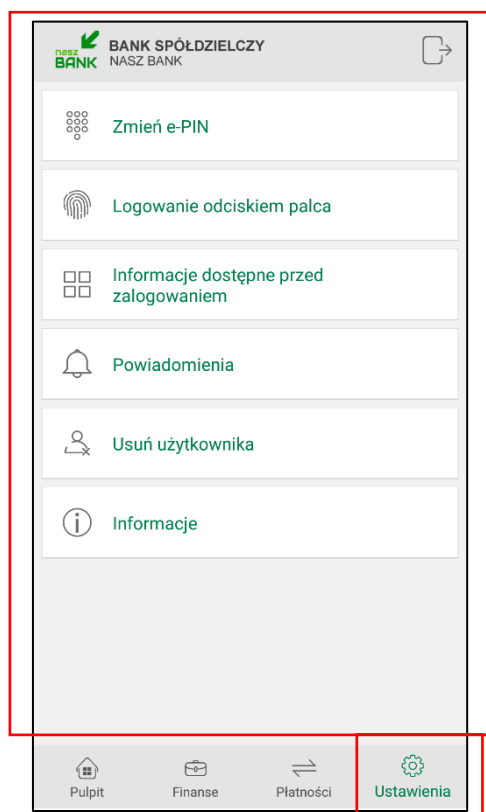 nasz
BANK
BANK SPÓŁDZIELCZY
NASZ BANK
Zmień e-PIN
Logowanie odciskiem palca
Informacje dostępne przed
zalogowaniem
Powiadomienia
Usuń użytkownika
Informacje
Pulpit
Finanse
Płatności
Ustawienia